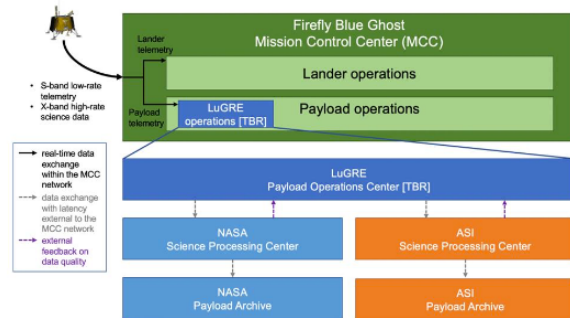 Firefly Blue Ghost
Mission Control Center (MCC)
Lander
telemetry
Lander operations
• S-band low-rate
telemetry
• X-band high-rate
science data
Payload
telemetry
LuGRE
operations [TBR]
Payload operations
real-time data
exchange
within the MCC
network
data exchange
with latency
external to the
MCC network
external
feedback on
data quality
LuGRE
Payload Operations Center [TBR]
NASA
Science Processing Center
ASI
Science Processing Center
NASA
Payload Archive
ASI
Payload Archive